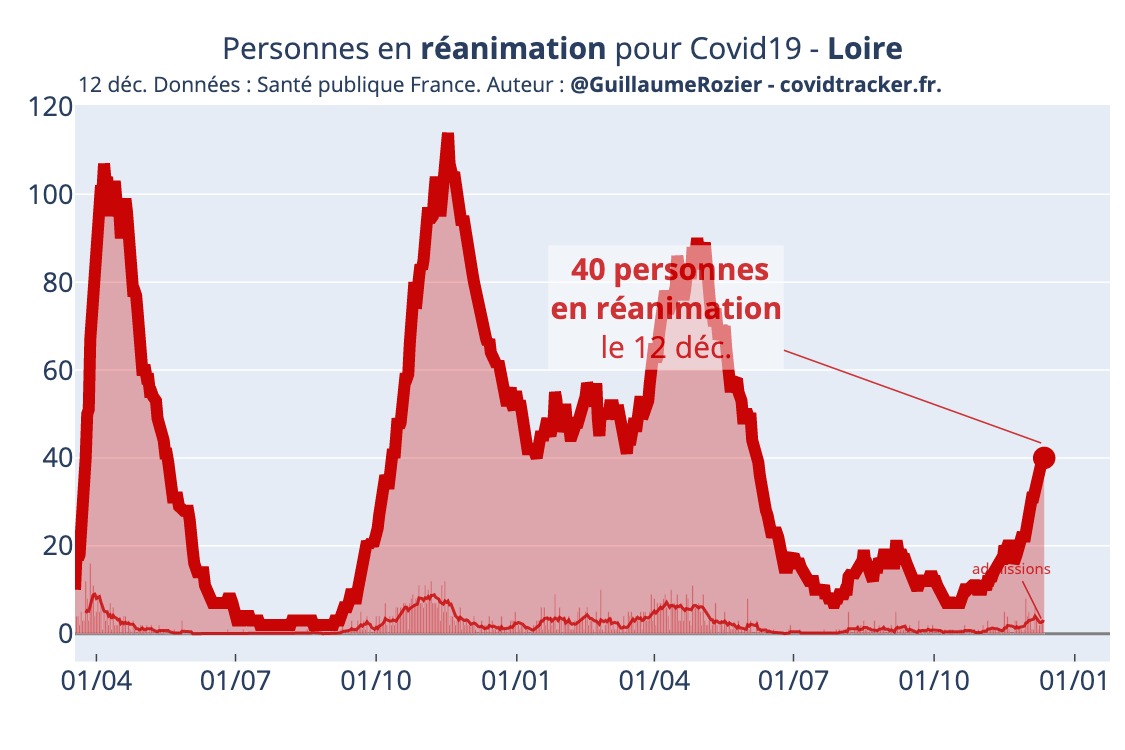 Personnes en réanimation pour Covid19 - Loire
12 déc. Données : Santé publique France. Auteur : @GuillaumeRozier - covidtracker.fr.
120
100
80
60
40
20
0
40 personnes
en réanimation
le 12 déc.
admissions
01/04 01/07 01/10 01/01 01/04 01/07 01/10 01/01